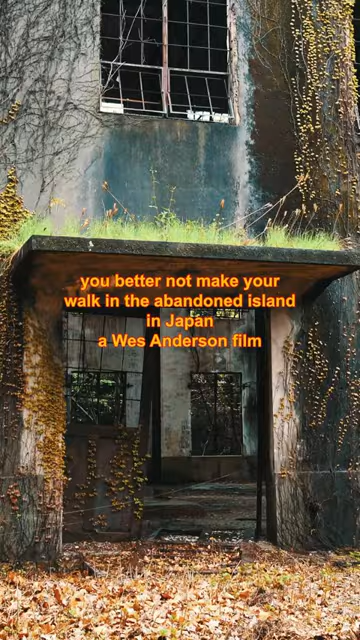 you better not make your
walk in the abandoned island
in Japan
a Wes Anderson film